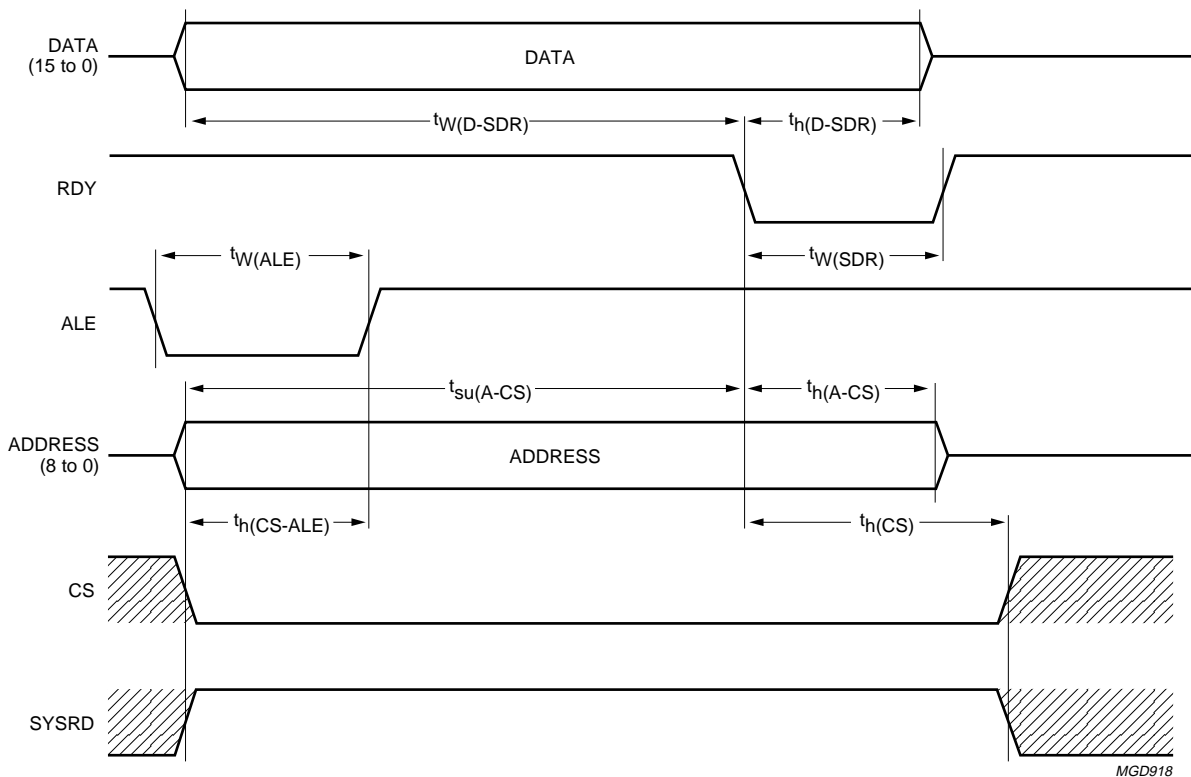 DATA
(15 to 0)
DATA
tW(D-SDR)
th(D-SDR)
RDY
tW(ALE)
tW(SDR)
ALE
tsu(A-CS)
th(A-CS)
ADDRESS
(8 to 0)
ADDRESS
th(CS-ALE)
th(CS)
CS
SYSRD
MGD918